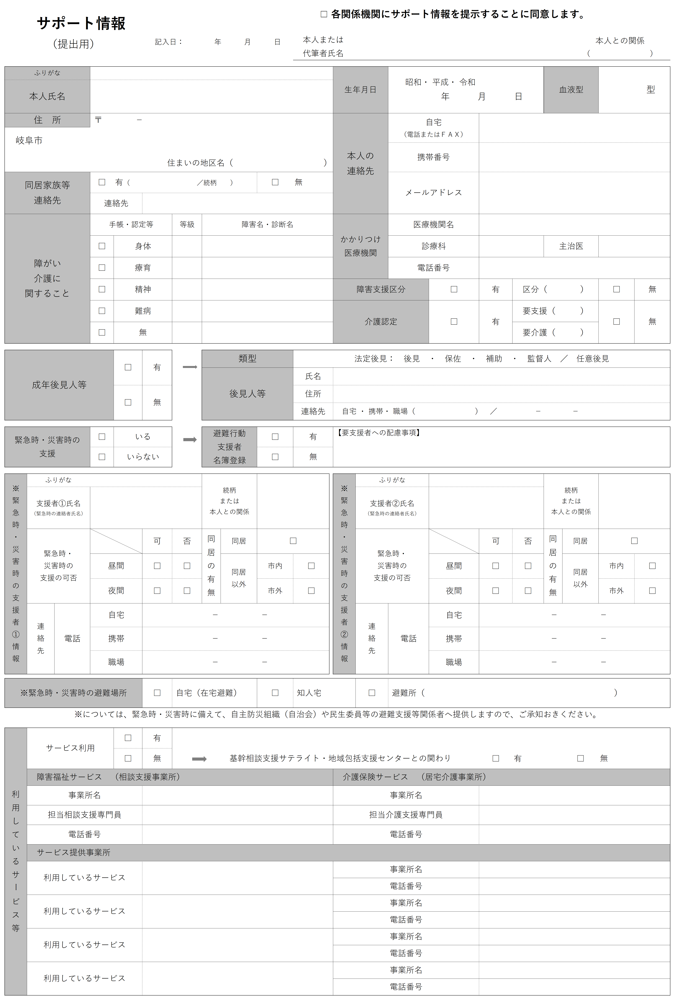 □ 各関係機関にサポート情報を提示することに同意します。
サポート情報
（提出用）
記入日： 年 月 日
本人または
代筆者氏名
本人との関係
（ ）
ふりがな
本人氏名
生年月日
昭和・ 平成・ 令和
年 月 日
血液型
型
住 所
〒 －
岐阜市
住まいの地区名（ ）
本人の
連絡先
自宅
（電話またはＦＡＸ）
携帯番号
メールアドレス
同居家族等
連絡先
□ 有（ ／続柄 ）
□ 無
連絡先
障がい
介護に
関すること
手帳・認定等 等級 障害名・診断名
□ 身体
□ 療育
□ 精神
□ 難病
□ 無
かかりつけ
医療機関
医療機関名
診療科 主治医
電話番号
障害支援区分 □ 有 区分（ ） □ 無
介護認定 □ 有
要支援（ ）
要介護（ ）
□ 無
成年後見人等
□ 有
□ 無
類型 法定後見： 後見 ・ 保佐 ・ 補助 ・ 監督人 ／ 任意後見
後見人等
氏名
住所
連絡先 自宅 ・ 携帯・ 職場（ ） ／ － －
緊急時・災害時の
支援
□ いる
□ いらない
避難行動
支援者
名簿登録
□ 有
□ 無
【要支援者への配慮事項】
※緊急時・災害時の支援者①情報
ふりがな
支援者①氏名
（緊急時の連絡者氏名）
続柄
または
本人との関係
緊急時・
災害時の
支援の可否
可 否
昼間 □ □
夜間 □ □
同居の有無
同居 □
同居
以外
市内 □
市外 □
連絡先
電話
自宅 － －
携帯 － －
職場 － －
※緊急時・災害時の支援者②情報
ふりがな
支援者②氏名
（緊急時の連絡者氏名）
続柄
または
本人との関係
緊急時・
災害時の
支援の可否
可 否
昼間 □ □
夜間 □ □
同居の有無
同居 □
同居
以外
市内 □
市外 □
連絡先
電話
自宅 － －
携帯 － －
職場 － －
※緊急時・災害時の避難場所 □ 自宅（在宅避難） □ 知人宅 □ 避難所（ ）
※については、緊急時・災害時に備えて、自主防災組織（自治会）や民生委員等の避難支援等関係者へ提供しますので、ご承知おきください。
利用しているサービス等
サービス利用
□ 有
□ 無
基幹相談支援サテライト・地域包括支援センターとの関わり □ 有 □ 無
障害福祉サービス （相談支援事業所） 介護保険サービス （居宅介護事業所）
事業所名 事業所名
担当相談支援専門員 担当介護支援専門員
電話番号 電話番号
サービス提供事業所
利用しているサービス
事業所名
電話番号
利用しているサービス
事業所名
電話番号
利用しているサービス
事業所名
電話番号
利用しているサービス
事業所名
電話番号